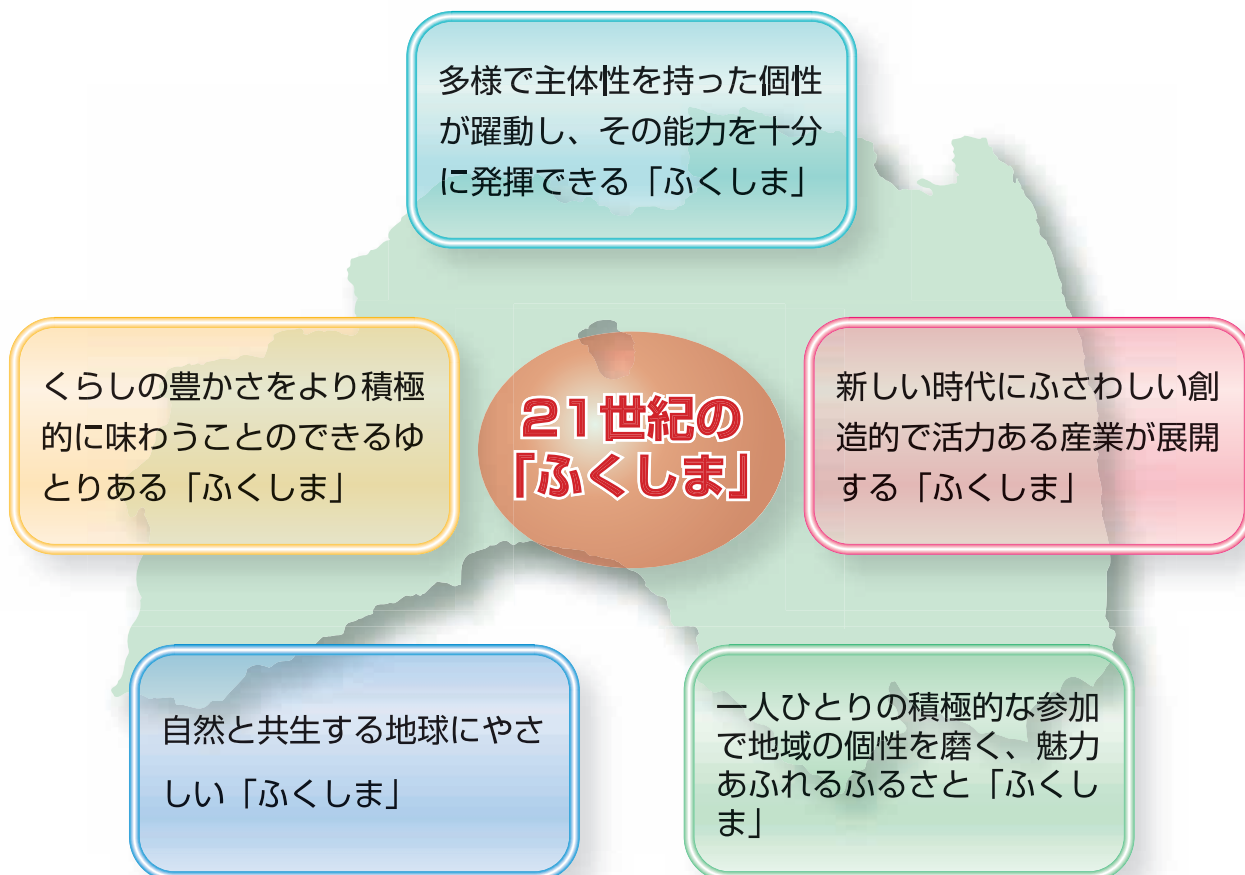 多様で主体性を持った個性
が躍動し、その能力を十分
に発揮できる「ふくしま」
くらしの豊かさをより積極
的に味わうことのできるゆ
とりある「ふくしま」
21世紀の
「ふくしま」
新しい時代にふさわしい創
造的で活力ある産業が展開
する「ふくしま」
自然と共生する地球にやさ
しい「ふくしま」
一人ひとりの積極的な参加
で地域の個性を磨く、魅力
あふれるふるさと「ふくし
ま」